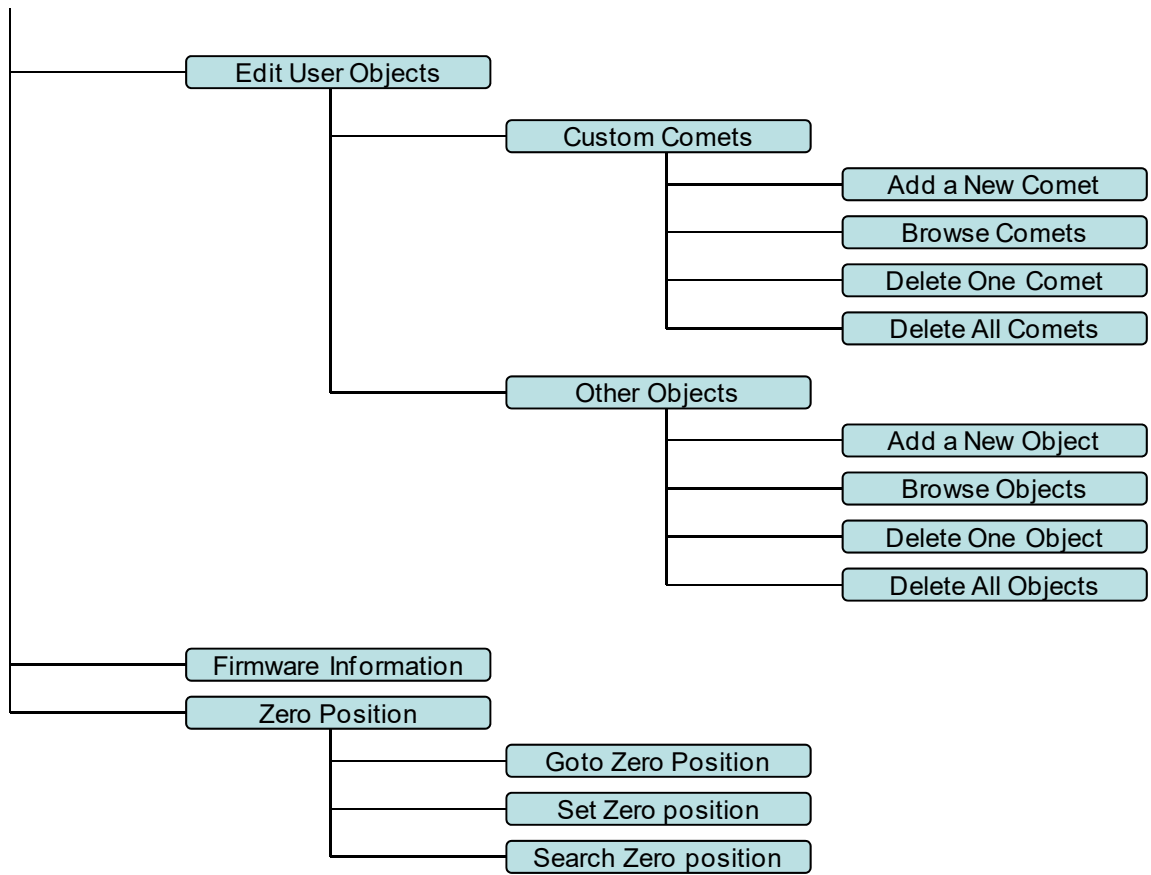 Edit User Objects
Custom Comets
Add a New Comet
Browse Comets
Delete One Comet
Delete All Comets
Other Objects
Add a New Object
Browse Objects
Delete One Object
Delete All Objects
Firmware Information
Zero Position
Goto Zero Position
Set Zero position
Search Zero position